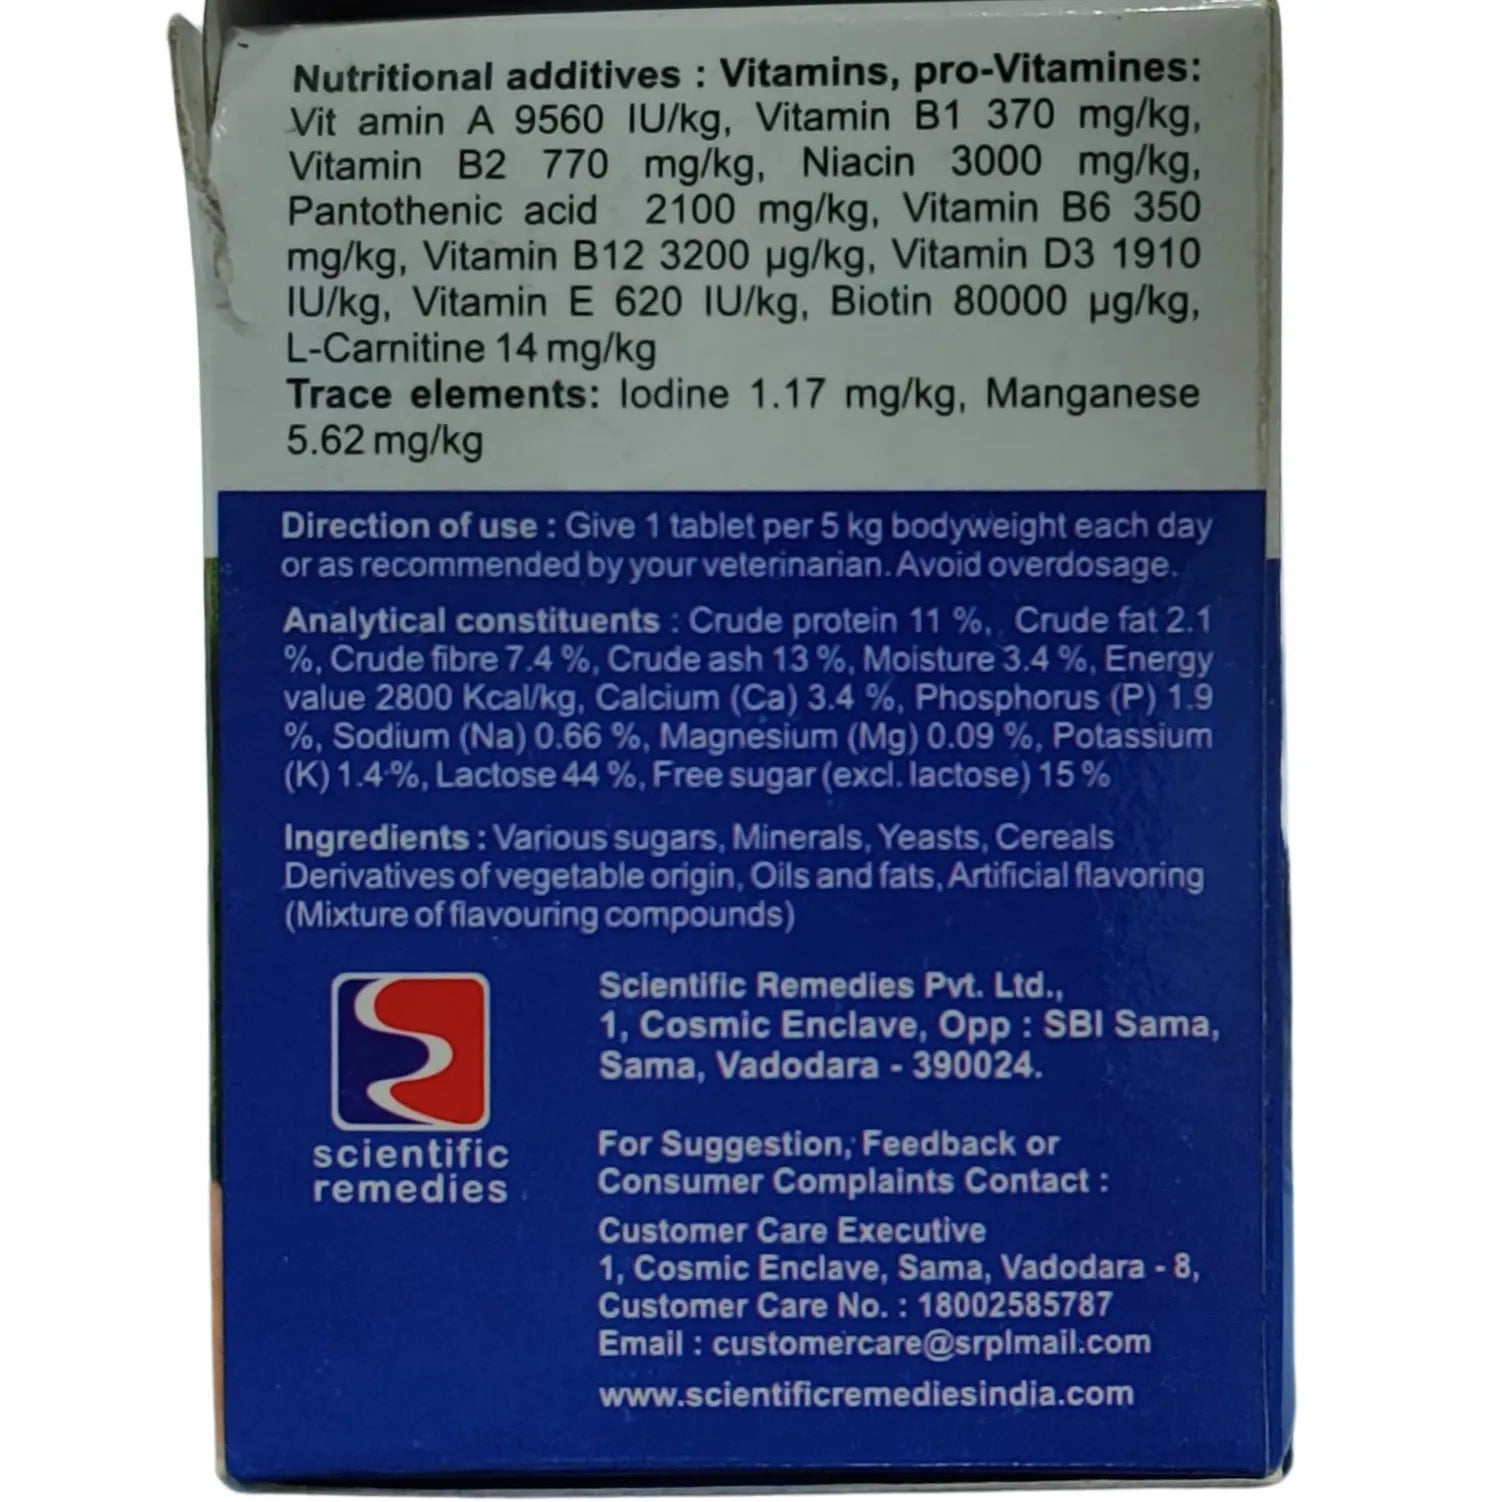 Nutritional additives : Vitamins, pro-Vitamines:
Vit amin A 9560 IU/kg, Vitamin B1 370 mg/kg,
Vitamin B2 770 mg/kg, Niacin 3000 mg/kg,
Pantothenic acid 2100 mg/kg, Vitamin B6 350
mg/kg, Vitamin B12 3200 µg/kg, Vitamin D3 1910
IU/kg, Vitamin E 620 IU/kg, Biotin 80000 µg/kg,
L-Carnitine 14 mg/kg
Trace elements: Iodine 1.17 mg/kg, Manganese
5.62 mg/kg
Direction of use : Give 1 tablet per 5 kg bodyweight each day
or as recommended by your veterinarian. Avoid overdosage.
Analytical constituents : Crude protein 11 %, Crude fat 2.1
%, Crude fibre 7.4 %, Crude ash 13 %, Moisture 3.4 %, Energy
value 2800 Kcal/kg, Calcium (Ca) 3.4 %, Phosphorus (P) 1.9
%, Sodium (Na) 0.66 %, Magnesium (Mg) 0.09 %, Potassium
(K) 1.4 %, Lactose 44 %, Free sugar (excl. lactose) 15 %
Ingredients : Various sugars, Minerals, Yeasts, Cereals
Derivatives of vegetable origin, Oils and fats, Artificial flavoring
(Mixture of flavouring compounds)
scientific
remedies
Scientific Remedies Pvt. Ltd.,
1, Cosmic Enclave, Opp : SBI Sama,
Sama, Vadodara - 390024.
For Suggestion, Feedback or
Consumer Complaints Contact :
Customer Care Executive
1, Cosmic Enclave, Sama, Vadodara - 8,
Customer Care No. : 18002585787
Email : customercare@srplmail.com
www.scientificremediesindia.com